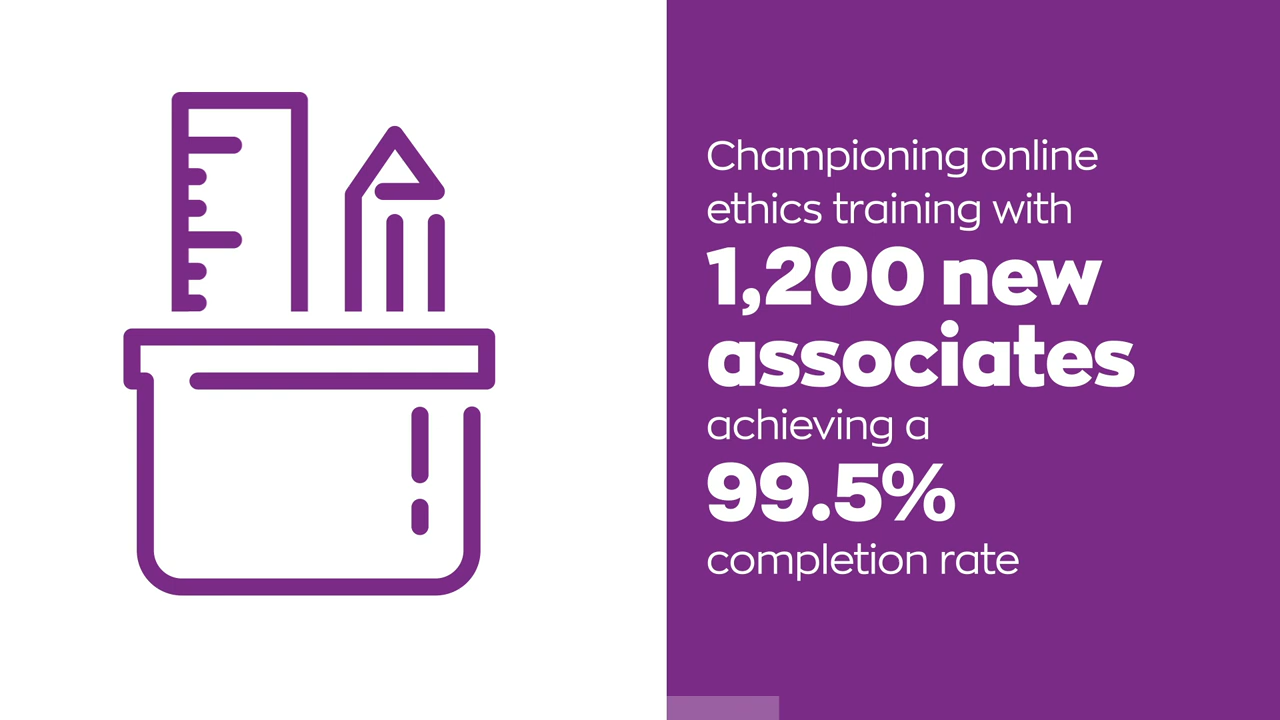 Championing online
ethics training with
1,200 new
associates
achieving a
99.5%
completion rate